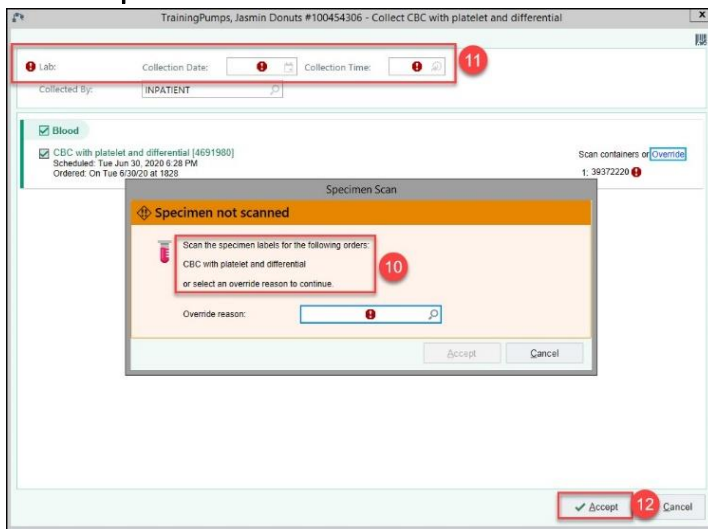 TrainingPumps, Jasmin Donuts #100454306 - Collect CBC with platelet and differential x
Lab: Collection Date: Collection Time: 11
Collected By: INPATIENT
Blood
CBC with platelet and differential [4691980]
Scheduled: Tue Jun 30, 2020 6:28 PM
Ordered: On Tue 6/30/20 at 1828
Scan containers or Override
1: 39372220
Specimen Scan
Specimen not scanned
Scan the specimen labels for the following orders:
CBC with platelet and differential
or select an override reason to continue.
10
Override reason:
Accept Cancel
Accept 12 Cancel